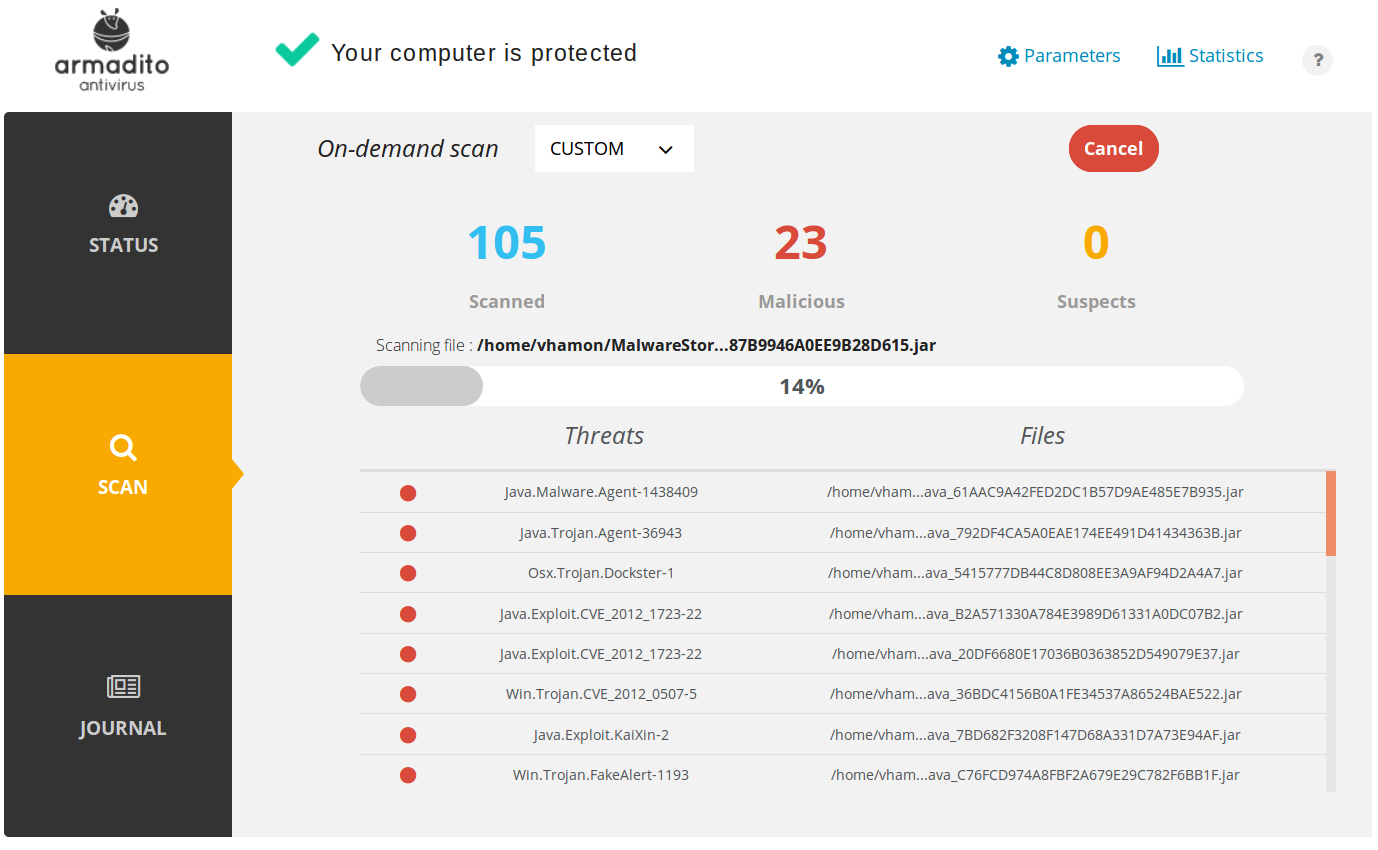 armadito
antivirus
Your computer is protected
Parameters
Statistics
?
On-demand scan
CUSTOM
Cancel
STATUS
105
23
0
Scanned
Malicious
Suspects
Scanning file : /home/vhamon/MalwareStor...87B9946A0EE9B28D615.jar
14%
SCAN
Threats
Files
Java.Malware.Agent-1438409 /home/vham...ava_61AAC9A42FED2DC1B57D9AE485E7B935.jar
Java.Trojan.Agent-36943 /home/vham...ava_792DF4CA5A0EAE174EE491D41434363B.jar
Osx.Trojan.Dockster-1 /home/vham...ava_5415777DB44C8D808EE3A9AF94D2A4A7.jar
Java.Exploit.CVE_2012_1723-22 /home/vham...ava_B2A571330A784E3989D61331A0DC07B2.jar
Java.Exploit.CVE_2012_1723-22 /home/vham...ava_20DF6680E17036B0363852D549079E37.jar
Win.Trojan.CVE_2012_0507-5 /home/vham...ava_36BDC4156B0A1FE34537A86524BAE522.jar
Java.Exploit.KaiXin-2 /home/vham...ava_7BD682F3208F147D68A331D7A73E94AF.jar
Win.Trojan.FakeAlert-1193 /home/vham...ava_C76FCD974A8FBF2A679E29C782F6BB1F.jar
JOURNAL